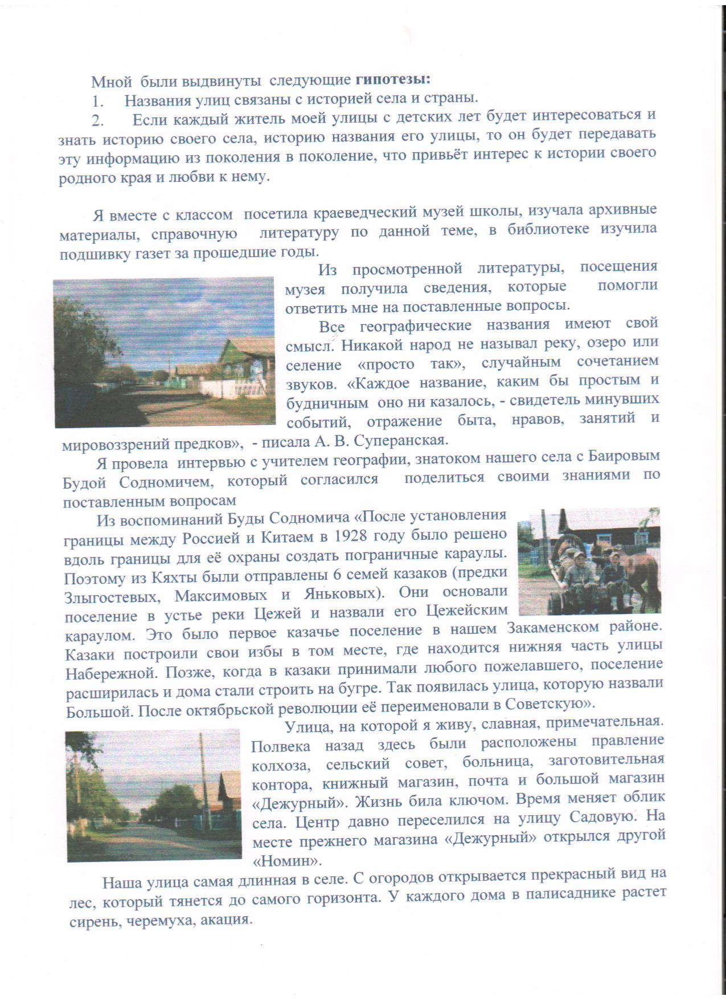 Мной были выдвинуты следующие гипотезы:
1. Названия улиц связаны с историей села и страны.
2. Если каждый житель моей улицы с детских лет будет интересоваться и
знать историю своего села, историю названия его улицы, то он будет передавать
эту информацию из поколения в поколение, что привьёт интерес к истории своего
родного края и любви к нему.
Я вместе с классом посетила краеведческий музей школы, изучала архивные
материалы, справочную литературу по данной теме, в библиотеке изучила
подшивку газет за прошедшие годы.
Из просмотренной литературы, посещения
музея получила сведения, которые помогли
ответить мне на поставленные вопросы.
Все географические названия имеют свой
смысл. Никакой народ не называл реку, озеро или
селение «просто так», случайным сочетанием
звуков. «Каждое название, каким бы простым и
будничным оно ни казалось, - свидетель минувших
событий, отражение быта, нравов, занятий и
мировоззрений предков», - писала А. В. Суперанская.
Я провела интервью с учителем географии, знатоком нашего села с Баировым
Будой Содномичем, который согласился поделиться своими знаниями по
поставленным вопросам
Из воспоминаний Буды Содномича «После установления
границы между Россией и Китаем в 1928 году было решено
вдоль границы для её охраны создать пограничные караулы.
Поэтому из Кяхты были отправлены 6 семей казаков (предки
Злыгостевых, Максимовых и Яньковых). Они основали
поселение в устье реки Цежей и назвали его Цежейским
караулом. Это было первое казачье поселение в нашем Закаменском районе.
Казаки построили свои избы в том месте, где находится нижняя часть улицы
Набережной. Позже, когда в казаки принимали любого пожелавшего, поселение
расширилась и дома стали строить на бугре. Так появилась улица, которую назвали
Большой. После октябрьской революции её переименовали в Советскую».
Улица, на которой я живу, славная, примечательная.
Полвека назад здесь были расположены правление
колхоза, сельский совет, больница, заготовительная
контора, книжный магазин, почта и большой магазин
«Дежурный». Жизнь била ключом. Время меняет облик
села. Центр давно переселился на улицу Садовую. На
месте прежнего магазина «Дежурный» открылся другой
«Номин».
Наша улица самая длинная в селе. С огородов открывается прекрасный вид на
лес, который тянется до самого горизонта. У каждого дома в палисаднике растет
сирень, черемуха, акация.